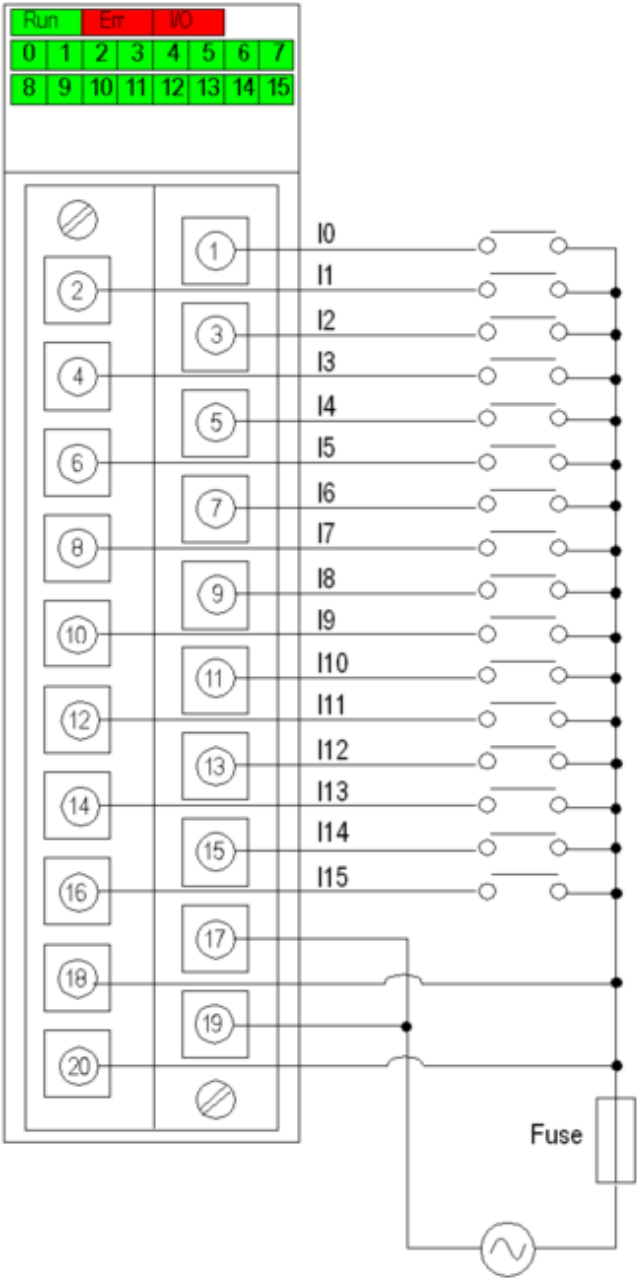 Run Err I/O
0 1 2 3 4 5 6 7
8 9 10 11 12 13 14 15
1 I0
2 I1
3 I2
4 I3
5 I4
6 I5
7 I6
8 I7
9 I8
10 I9
11 I10
12 I11
13 I12
14 I13
15 I14
16 I15
17
18
19
20
Fuse